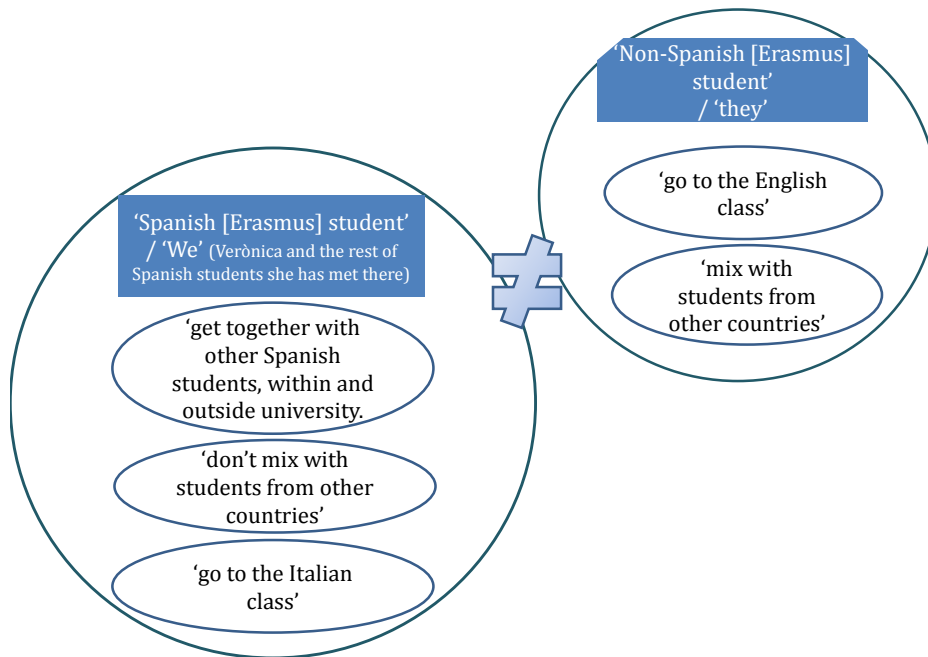 ‘Non-Spanish [Erasmus]
student’
/ ‘they’
‘go to the English
class’
‘mix with
students from
other countries’
‘Spanish [Erasmus] student’
/ ‘We’ (Verònica and the rest of
Spanish students she has met there)
≠
‘get together with
other Spanish
students, within and
outside university.
‘don’t mix with
students from other
countries’
‘go to the Italian
class’